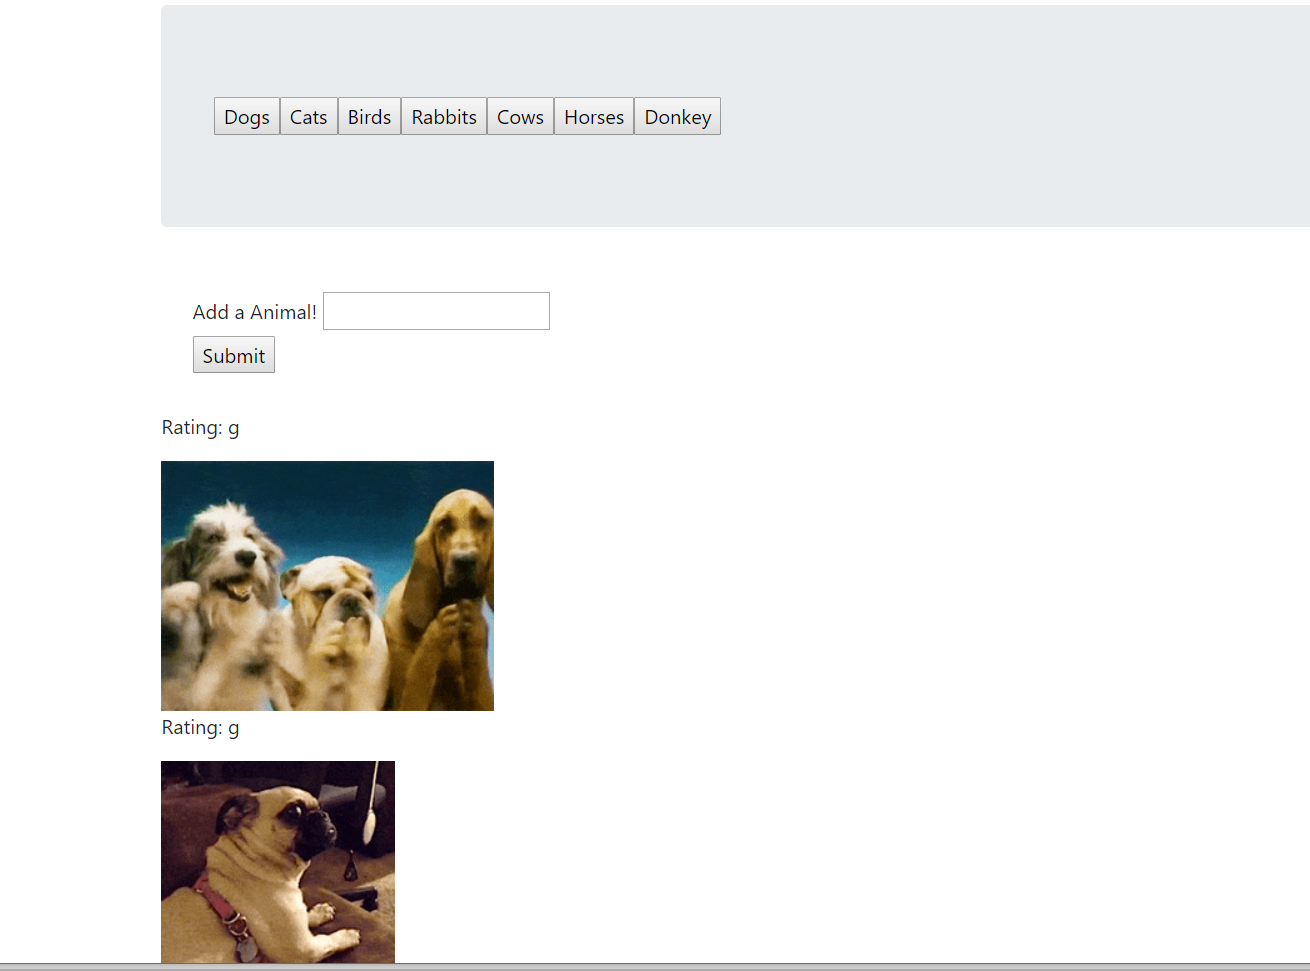 Dogs Cats Birds Rabbits Cows Horses Donkey
Add a Animal!
Submit
Rating: g
Rating: g